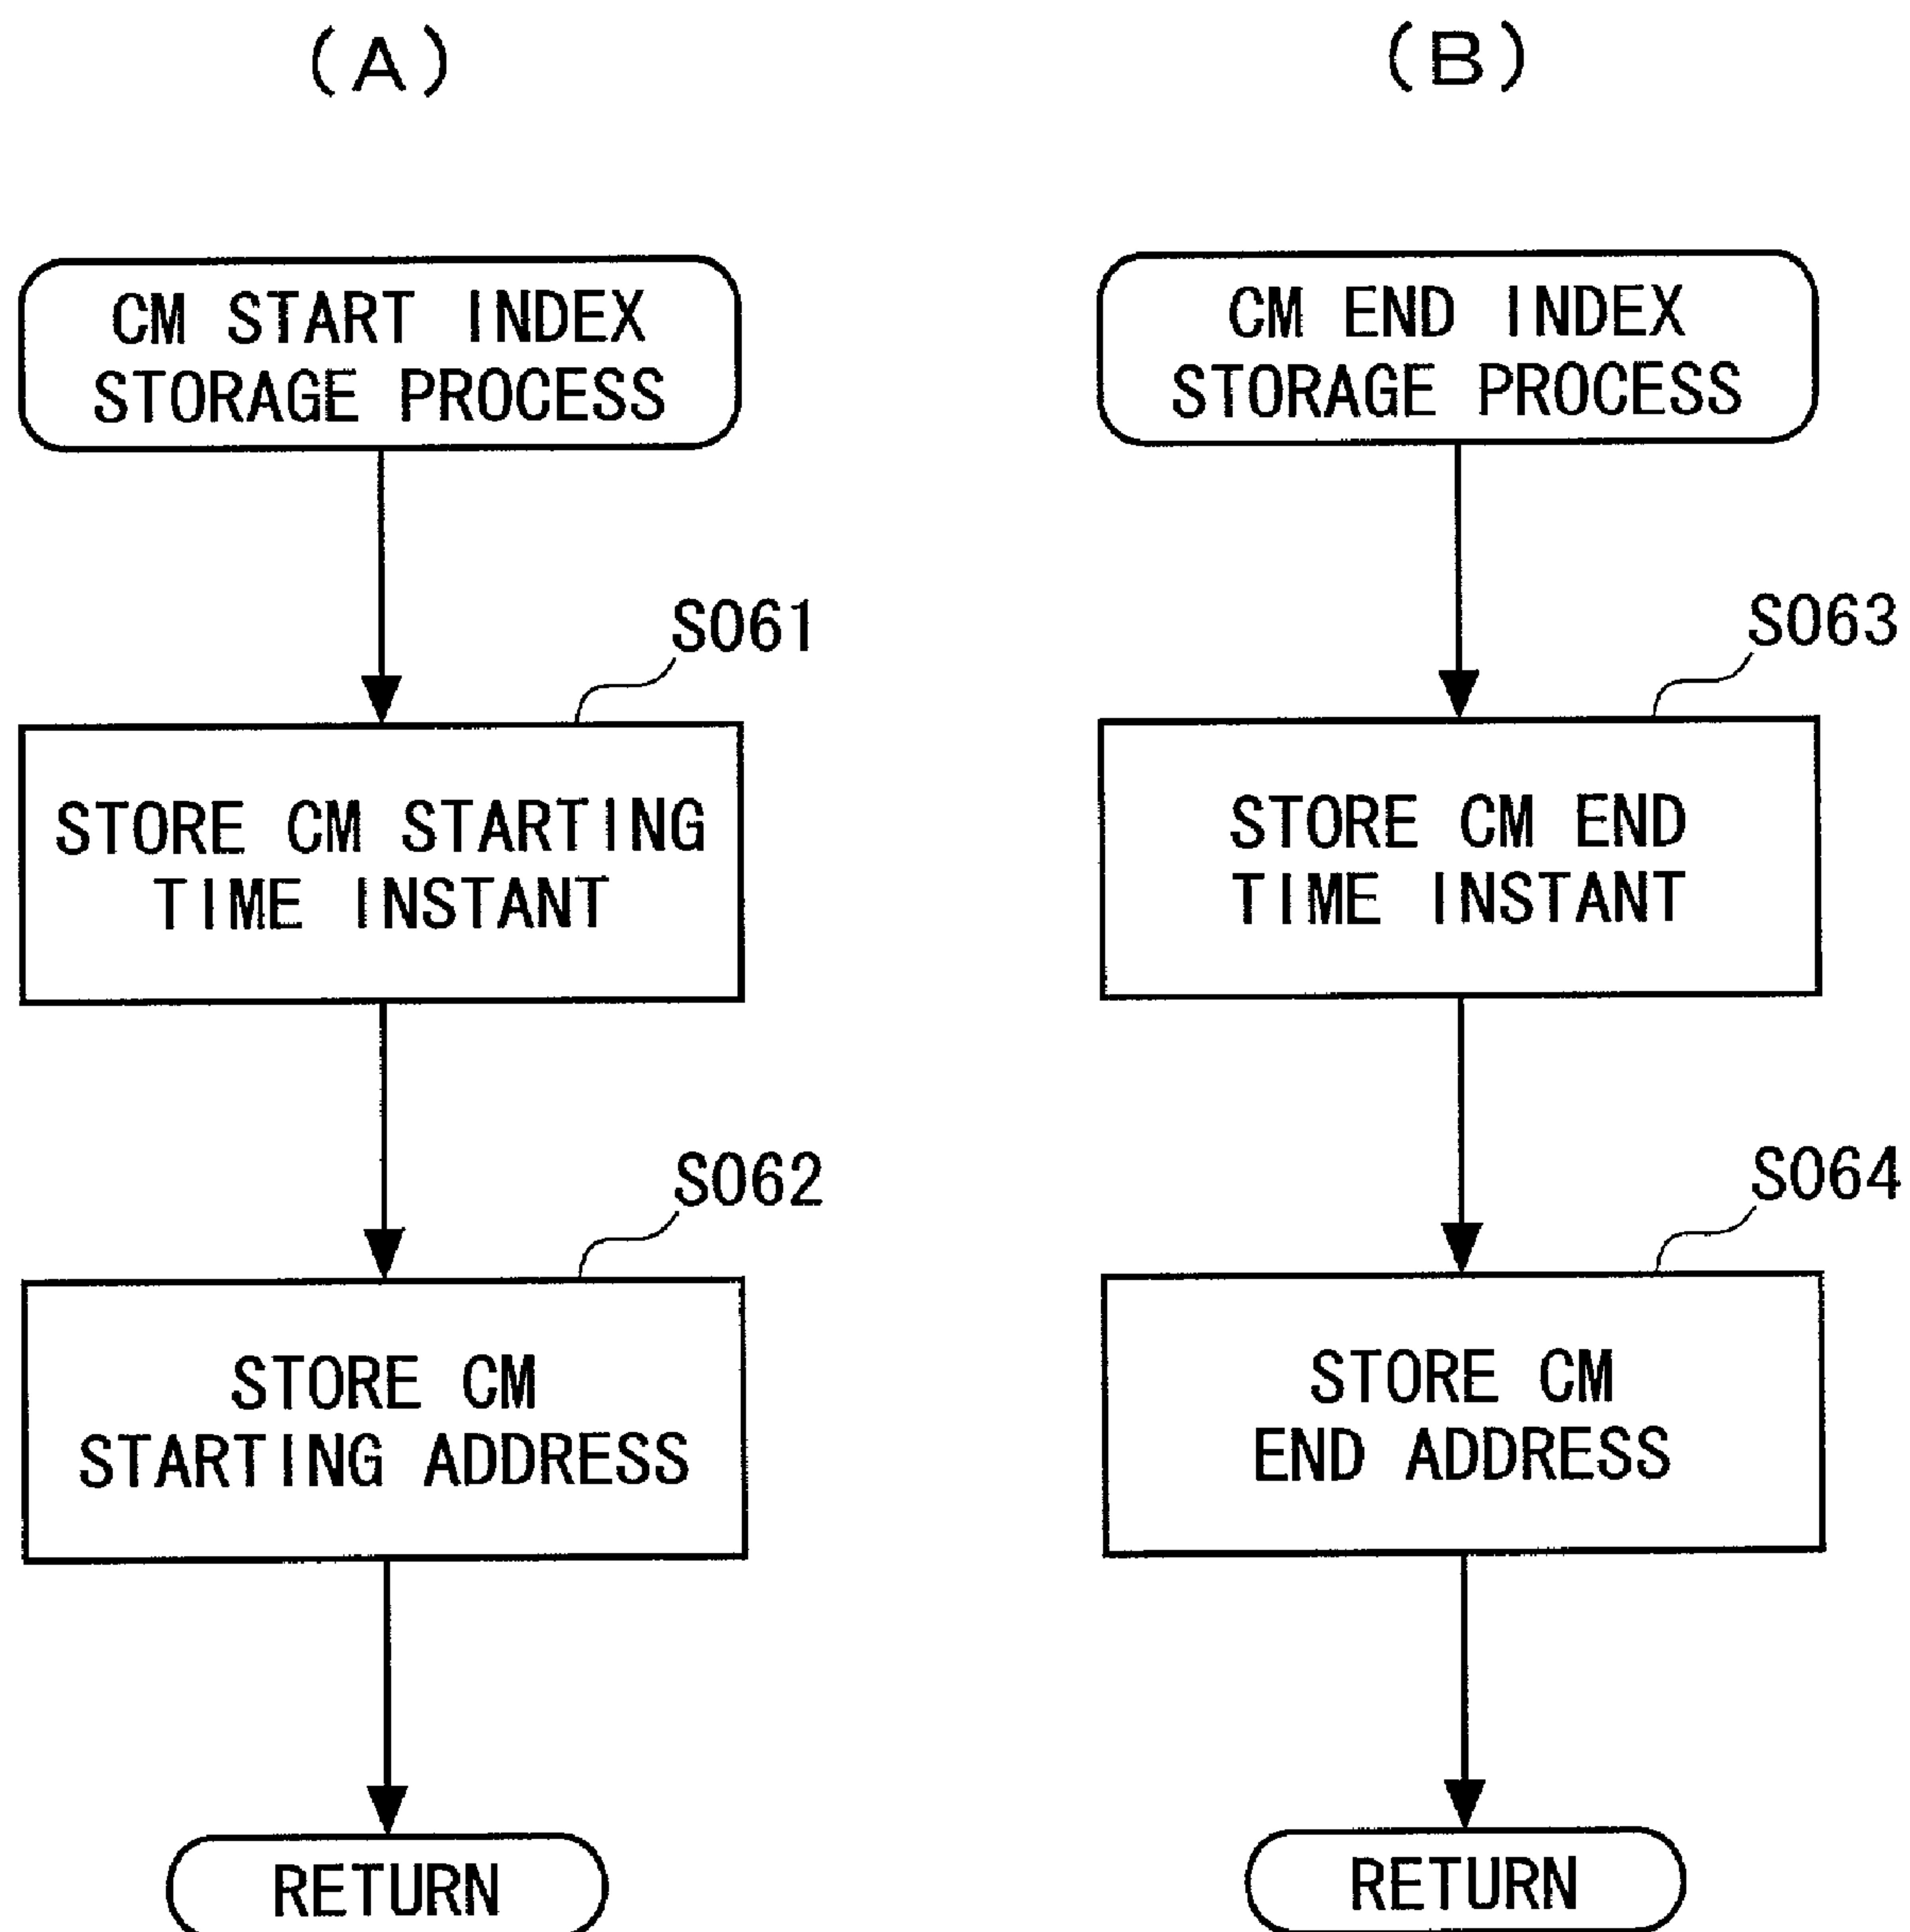 (A)
CM START INDEX
STORAGE PROCESS
S061
STORE CM STARTING
TIME INSTANT
S062
STORE CM
STARTING ADDRESS
RETURN
(B)
CM END INDEX
STORAGE PROCESS
S063
STORE CM END
TIME INSTANT
S064
STORE CM
END ADDRESS
RETURN